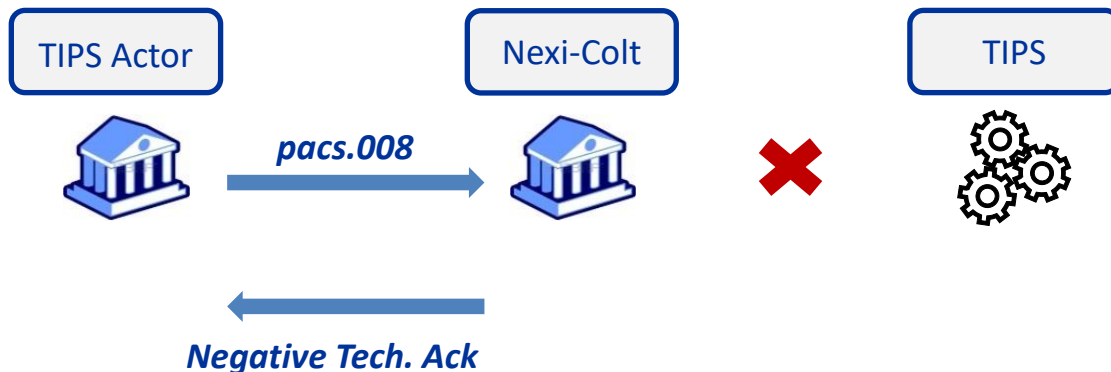 TIPS Actor
Nexi-Colt
TIPS
pacs.008
Negative Tech. Ack